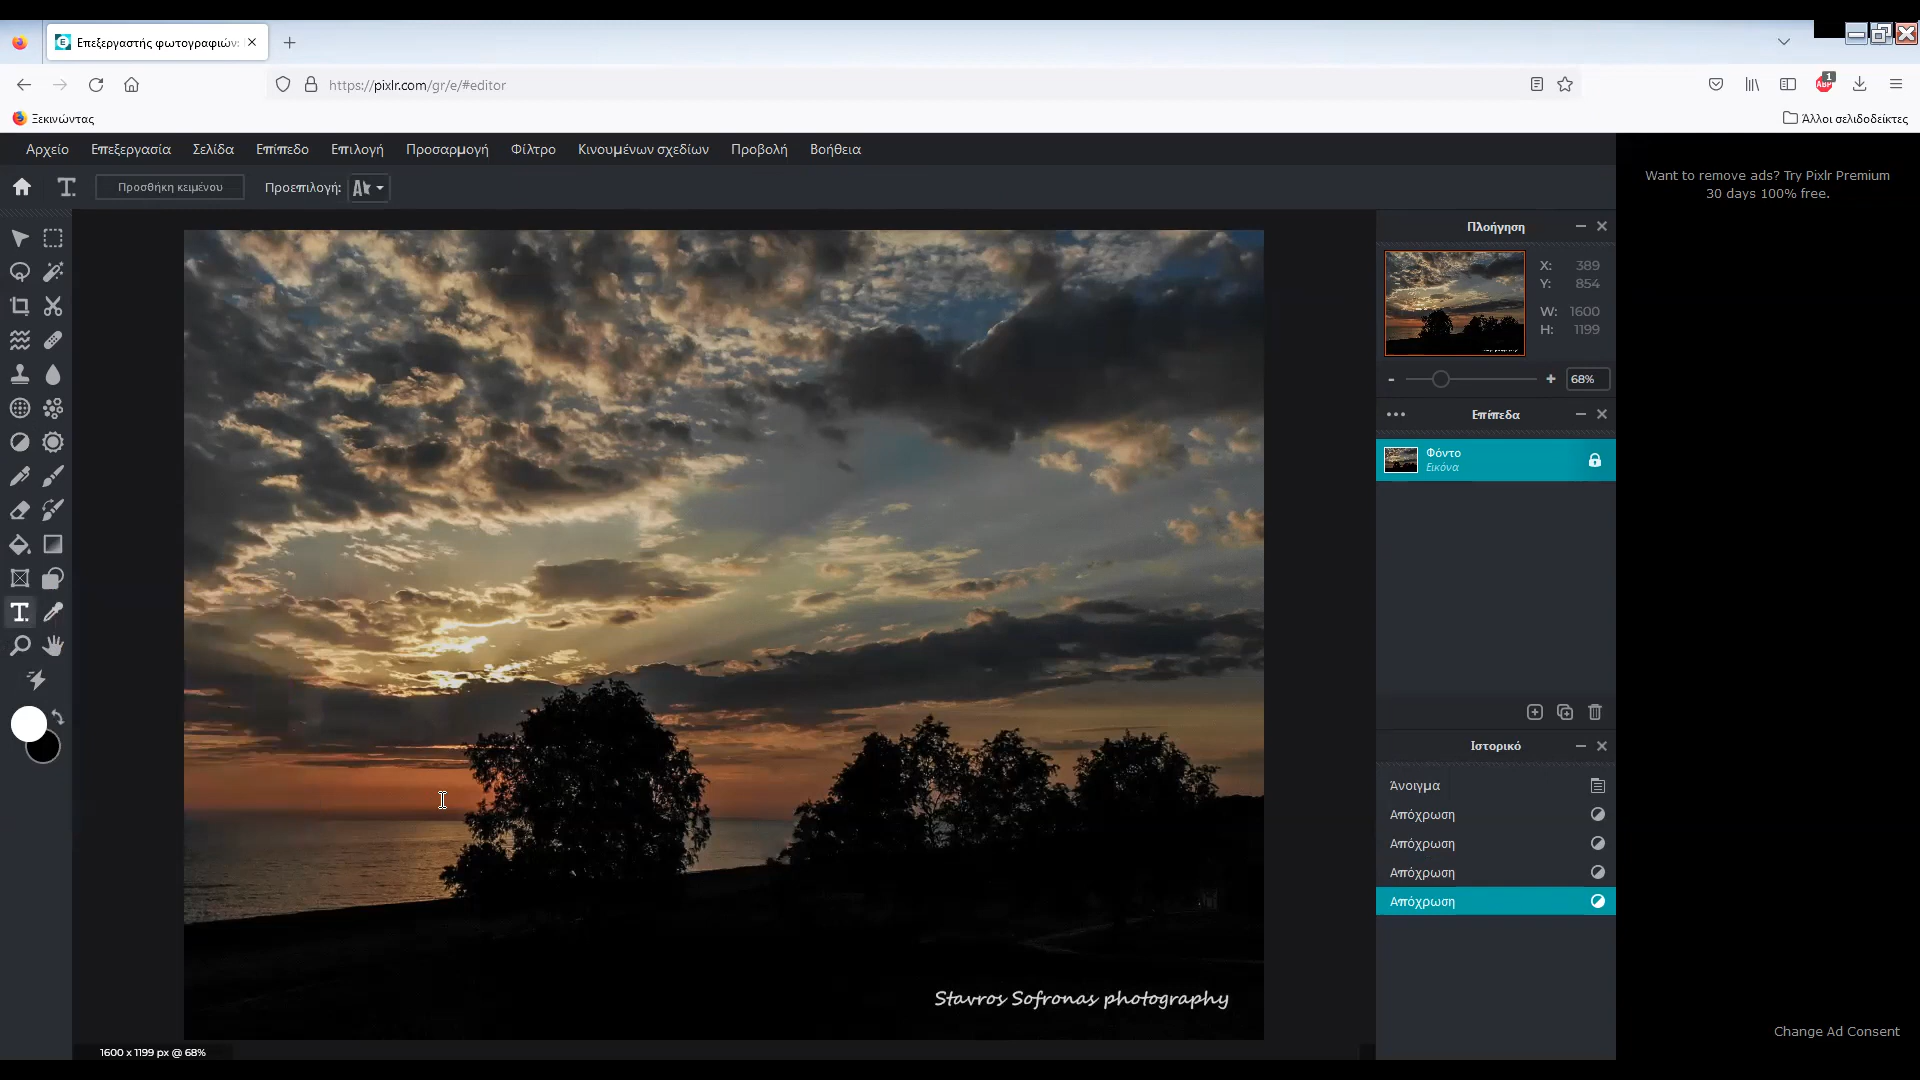 Επεξεργαστής φωτογραφιών:
https://pixlr.com/gr/e/#editor
1
Ξεκινώντας
Άλλοι σελιδοδείκτες
Αρχείο Επεξεργασία Σελίδα Επίπεδο Επιλογή Προσαρμογή Φίλτρο Κινουμένων σχεδίων Προβολή Βοήθεια
Προσθήκη κειμένου Προεπιλογή:
Want to remove ads? Try Pixlr Premium
30 days 100% free.
Πλοήγηση
X: 389
Y: 854
W: 1600
H: 1199
68%
Επίπεδα
Φόντο
Εικόνα
Ιστορικό
Άνοιγμα
Απόχρωση
Απόχρωση
Απόχρωση
Απόχρωση
Stavros Sofronas photography
Change Ad Consent
1600 x 1199 px @ 68%